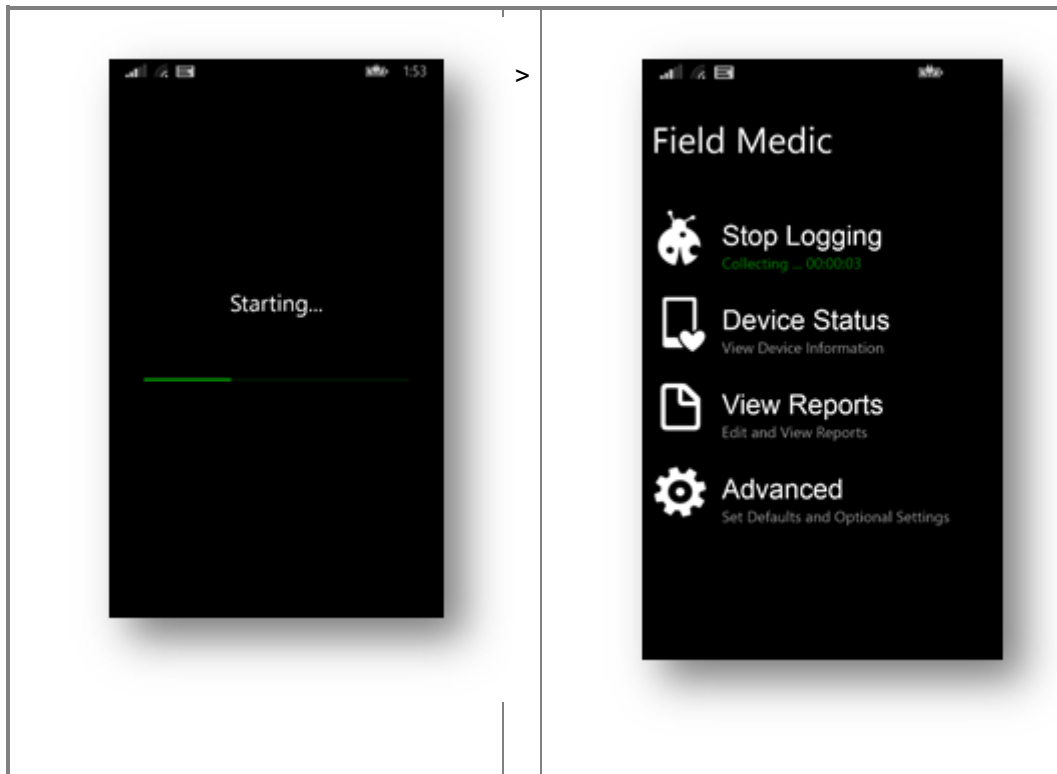 1:53
Starting...
>
Field Medic
Stop Logging
Collecting ... 00:00:03
Device Status
View Device Information
View Reports
Edit and View Reports
Advanced
Set Defaults and Optional Settings